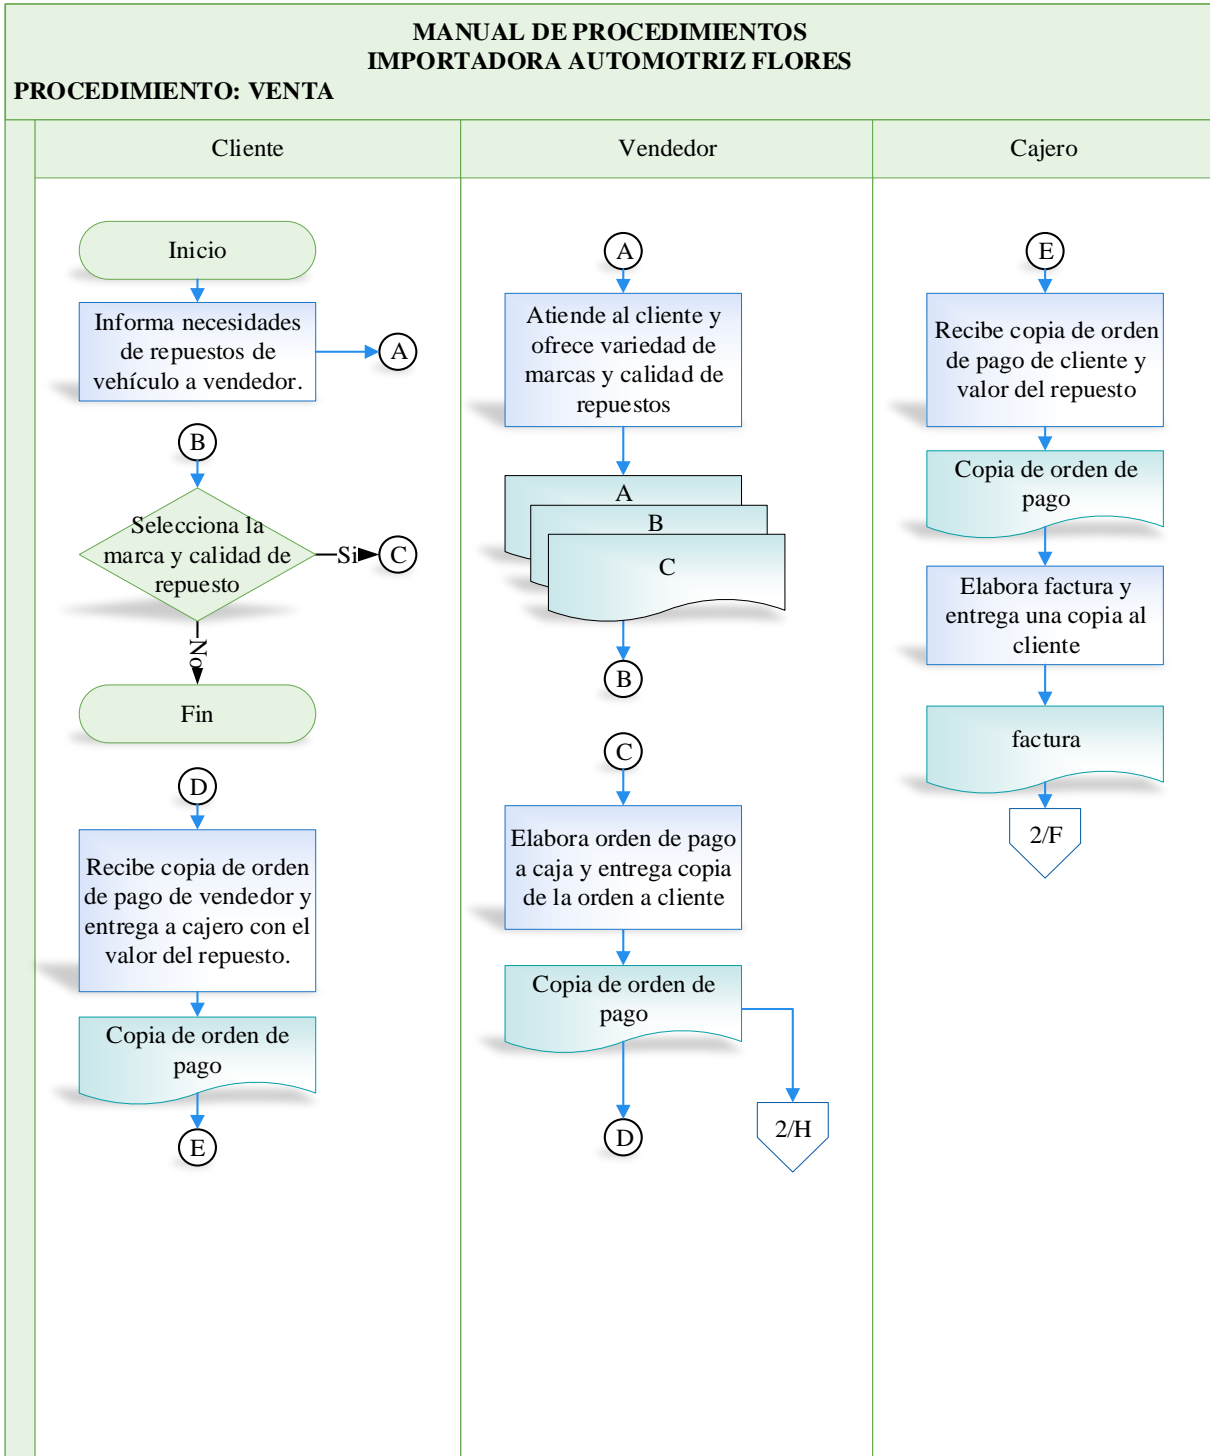 MANUAL DE PROCEDIMIENTOS
IMPORTADORA AUTOMOTRIZ FLORES
PROCEDIMIENTO: VENTA
Cliente
Vendedor
Cajero
Inicio
Informa necesidades
de repuestos de
vehículo a vendedor.
A
B
Selecciona la
marca y calidad de
repuesto
Si
C
No
Fin
D
Recibe copia de orden
de pago de vendedor y
entrega a cajero con el
valor del repuesto.
Copia de orden de
pago
E
A
Atiende al cliente y
ofrece variedad de
marcas y calidad de
repuestos
A
B
C
B
C
Elabora orden de pago
a caja y entrega copia
de la orden a cliente
Copia de orden de
pago
D
2/H
E
Recibe copia de orden
de pago de cliente y
valor del repuesto
Copia de orden de
pago
Elabora factura y
entrega una copia al
cliente
factura
2/F